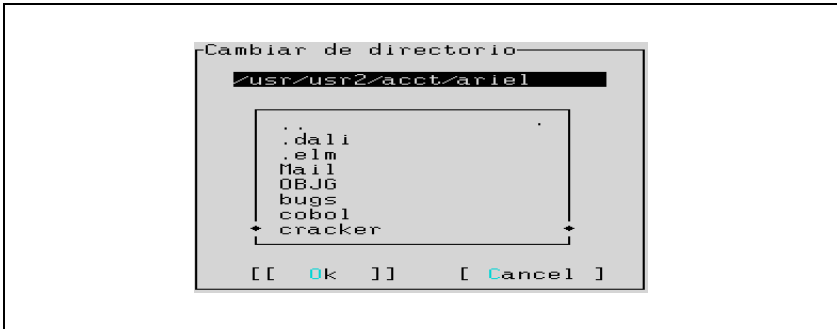 Cambiar de directorio
/usr/usr2/acct/ariel
.. .
.dali
.elm
Mail
OBJG
bugs
cobol
cracker
[[ Ok ]] [ Cancel ]